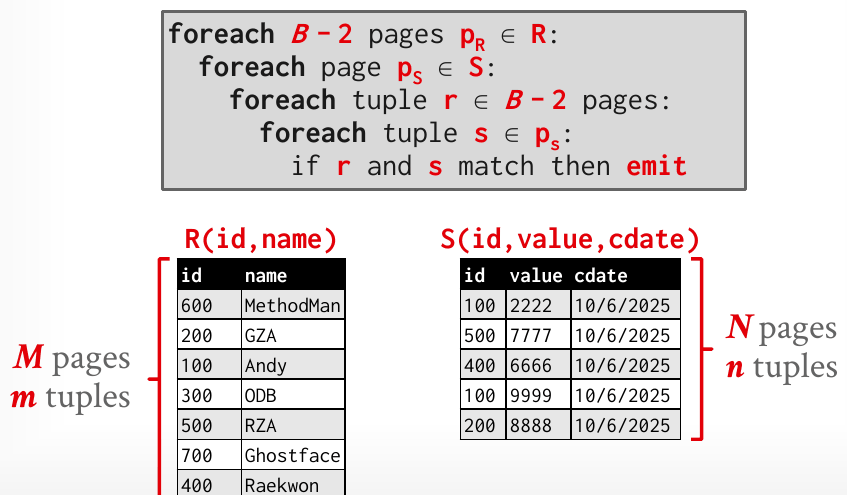 foreach B - 2 pages pR ∈ R:
foreach page pS ∈ S:
foreach tuple r ∈ B - 2 pages:
foreach tuple s ∈ ps:
if r and s match then emit
R(id,name)
id name
600 MethodMan
200 GZA
100 Andy
300 ODB
500 RZA
700 Ghostface
400 Raekwon
M pages
m tuples
S(id,value,cdate)
id value cdate
100 2222 10/6/2025
500 7777 10/6/2025
400 6666 10/6/2025
100 9999 10/6/2025
200 8888 10/6/2025
N pages
n tuples